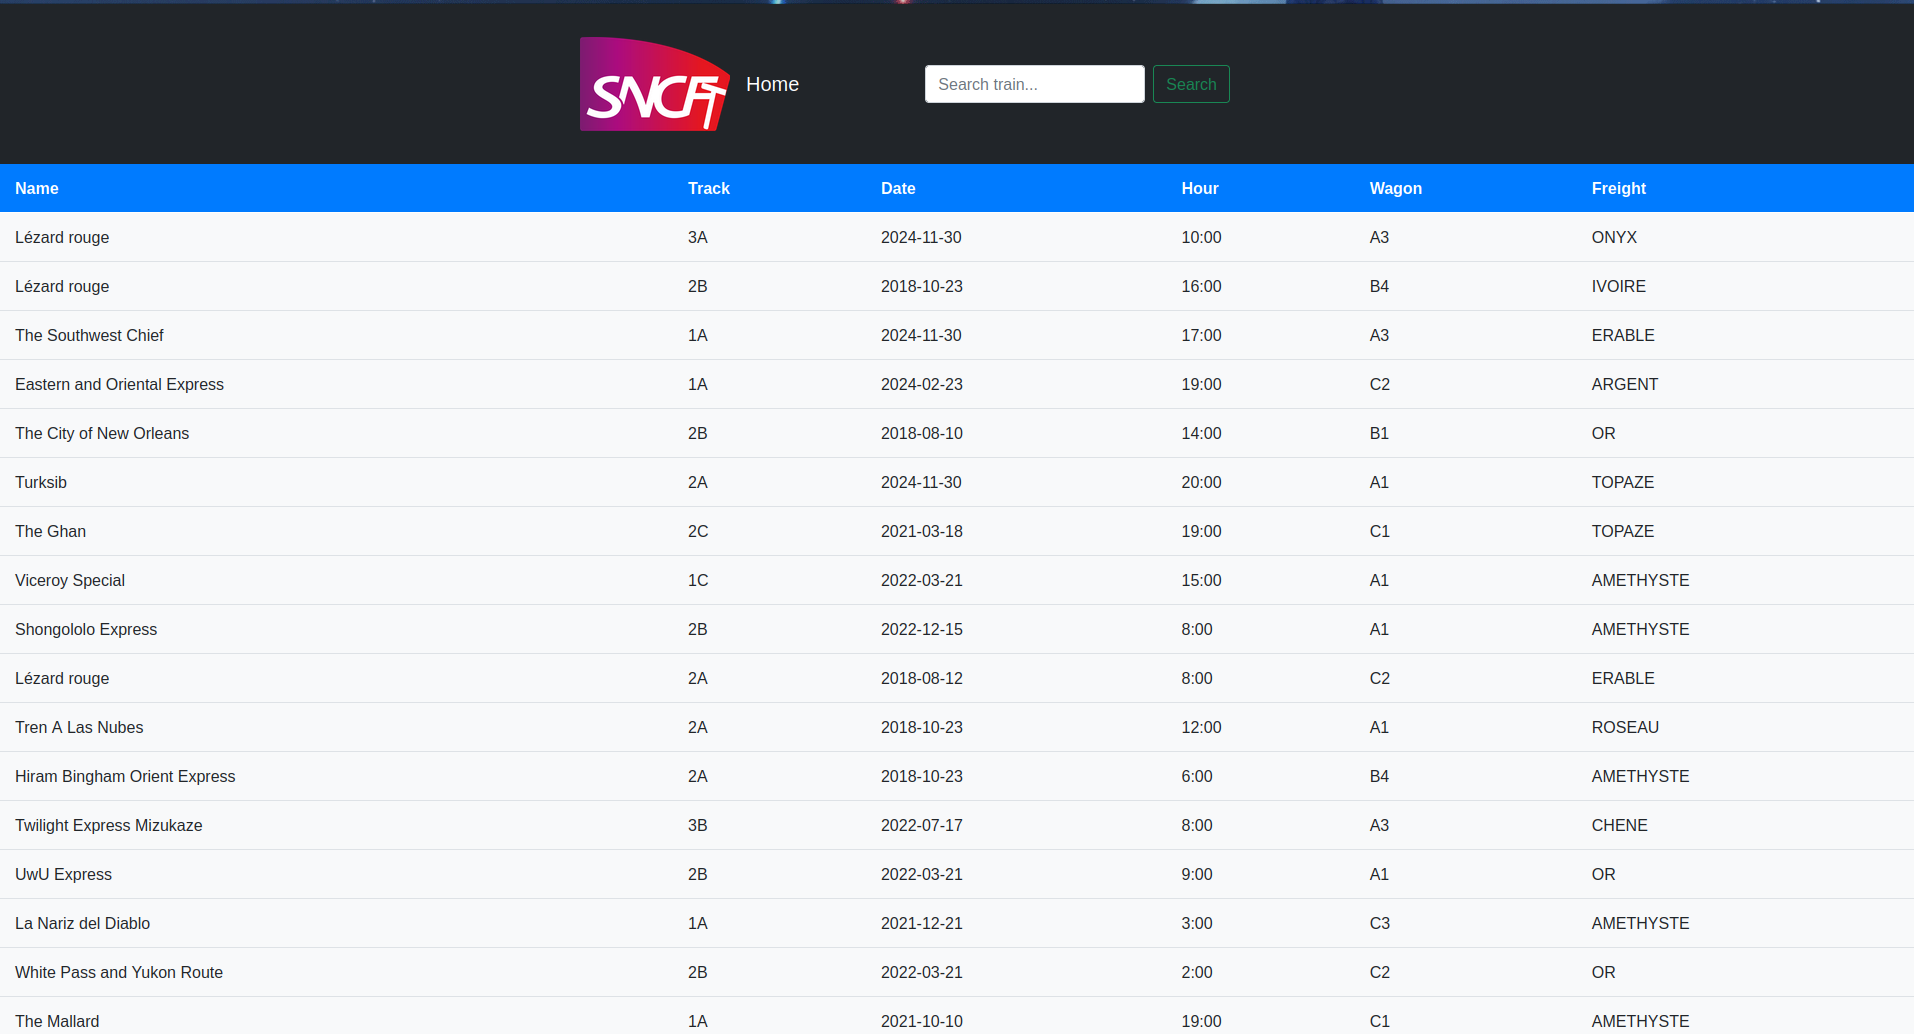 SNCFT Home Search train... Search
Name Track Date Hour Wagon Freight
Lézard rouge 3A 2024-11-30 10:00 A3 ONYX
Lézard rouge 2B 2018-10-23 16:00 B4 IVOIRE
The Southwest Chief 1A 2024-11-30 17:00 A3 ERABLE
Eastern and Oriental Express 1A 2024-02-23 19:00 C2 ARGENT
The City of New Orleans 2B 2018-08-10 14:00 B1 OR
Turksib 2A 2024-11-30 20:00 A1 TOPAZE
The Ghan 2C 2021-03-18 19:00 C1 TOPAZE
Viceroy Special 1C 2022-03-21 15:00 A1 AMETHYSTE
Shongololo Express 2B 2022-12-15 8:00 A1 AMETHYSTE
Lézard rouge 2A 2018-08-12 8:00 C2 ERABLE
Tren A Las Nubes 2A 2018-10-23 12:00 A1 ROSEAU
Hiram Bingham Orient Express 2A 2018-10-23 6:00 B4 AMETHYSTE
Twilight Express Mizukaze 3B 2022-07-17 8:00 A3 CHENE
UwU Express 2B 2022-03-21 9:00 A1 OR
La Nariz del Diablo 1A 2021-12-21 3:00 C3 AMETHYSTE
White Pass and Yukon Route 2B 2022-03-21 2:00 C2 OR
The Mallard 1A 2021-10-10 19:00 C1 AMETHYSTE